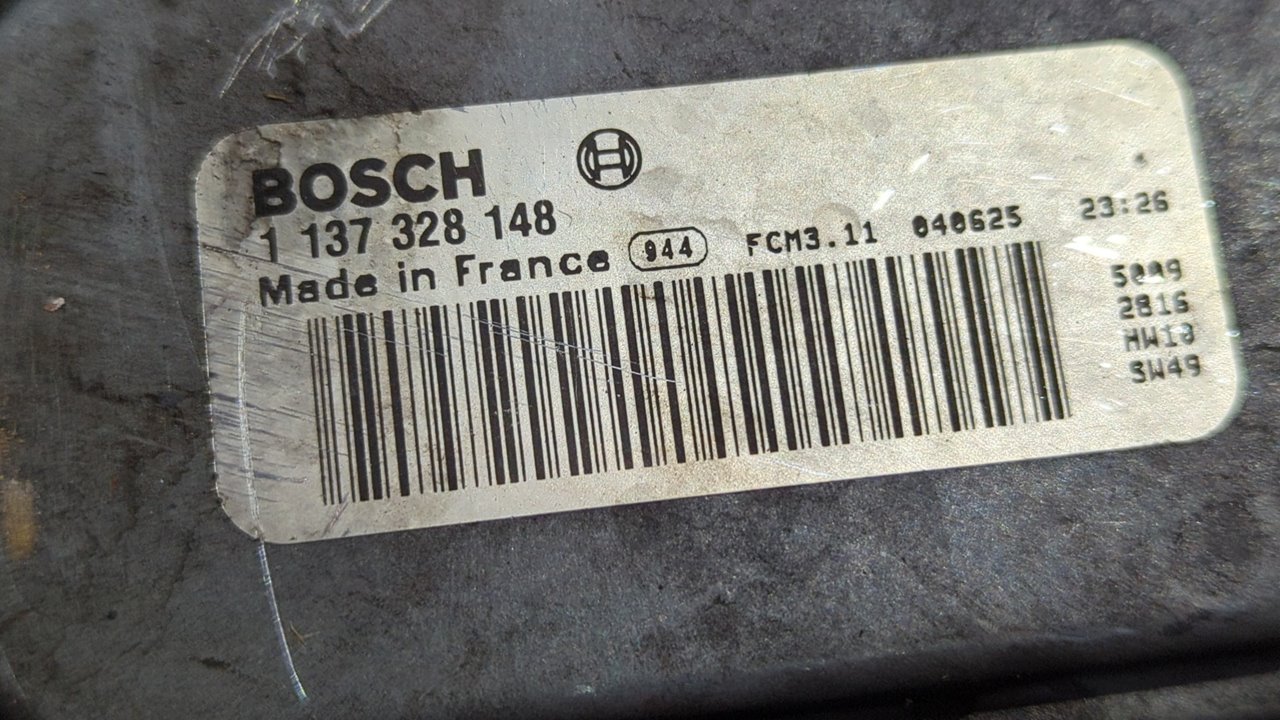 BOSCH
1 137 328 148
Made in France 944 FCM3.11 040625 23:26
5009
2816
HW10
SW49